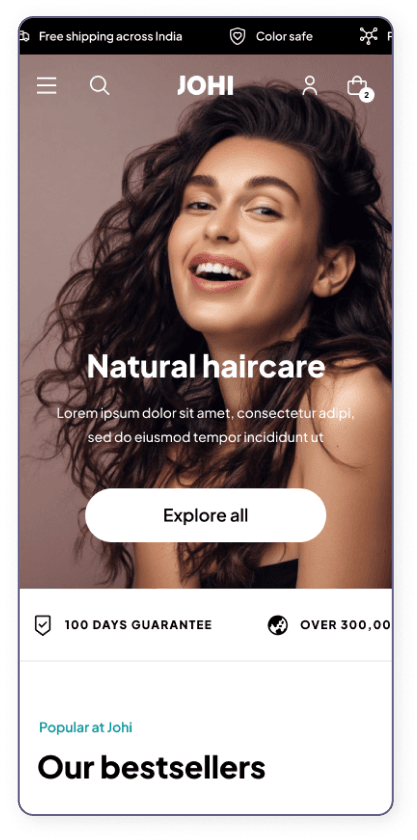 Free shipping across India
Color safe
F
JOHI
2
Natural haircare
Lorem ipsum dolor sit amet, consectetur adipi,
sed do eiusmod tempor incididunt ut
Explore all
100 DAYS GUARANTEE
OVER 300,00
Popular at Johi
Our bestsellers